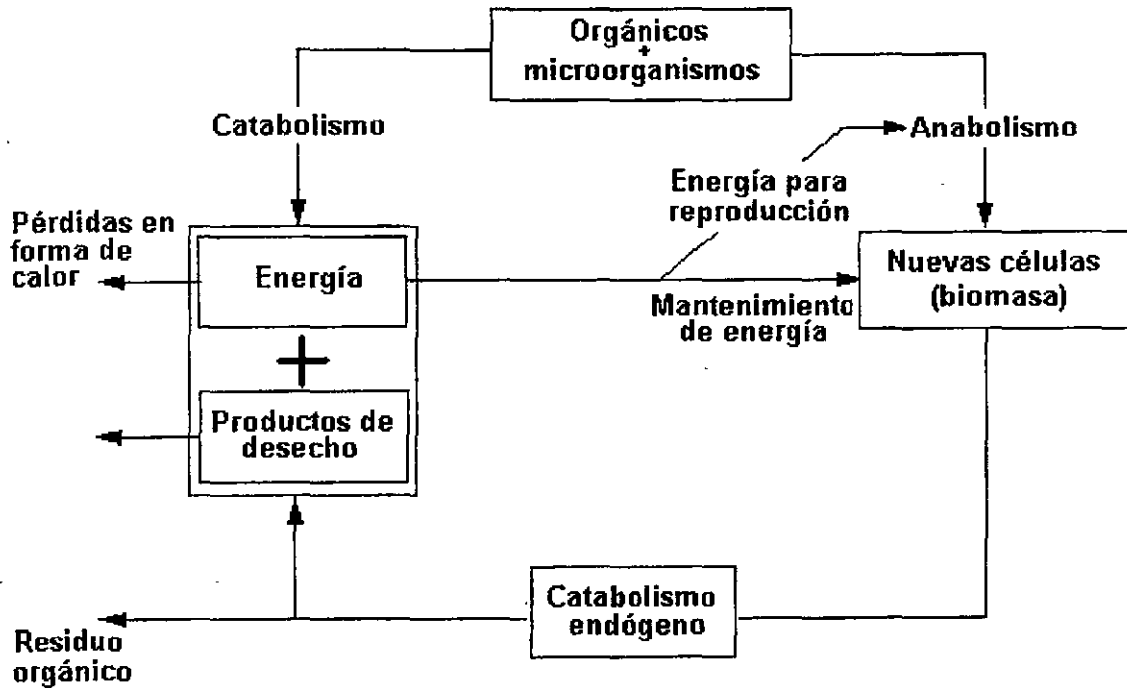 Orgánicos
+
microorganismos
Catabolismo
Anabolismo
Energía para
reproducción
Pérdidas en
forma de
calor
Energía
Nuevas células
(biomasa)
Mantenimiento
de energía
+
Productos de
desecho
Catabolismo
endógeno
Residuo
orgánico